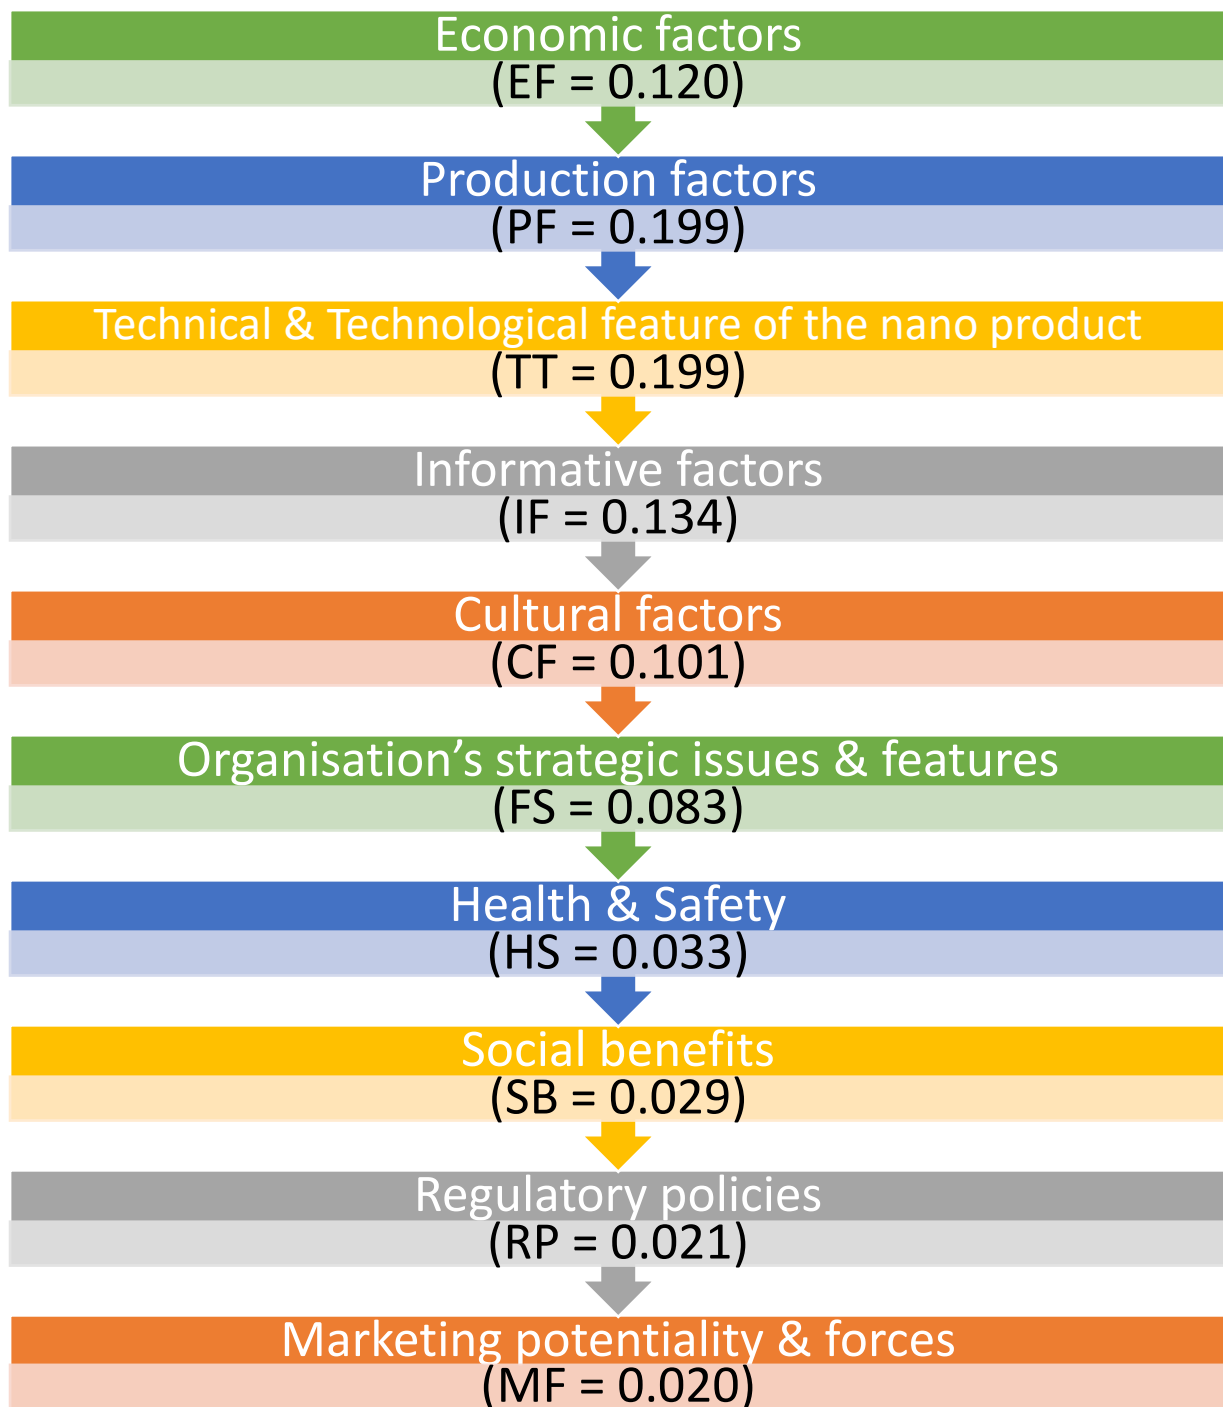 Economic factors
(EF = 0.120)
Production factors
(PF = 0.199)
Technical & Technological feature of the nano product
(TT = 0.199)
Informative factors
(IF = 0.134)
Cultural factors
(CF = 0.101)
Organisation’s strategic issues & features
(FS = 0.083)
Health & Safety
(HS = 0.033)
Social benefits
(SB = 0.029)
Regulatory policies
(RP = 0.021)
Marketing potentiality & forces
(MF = 0.020)